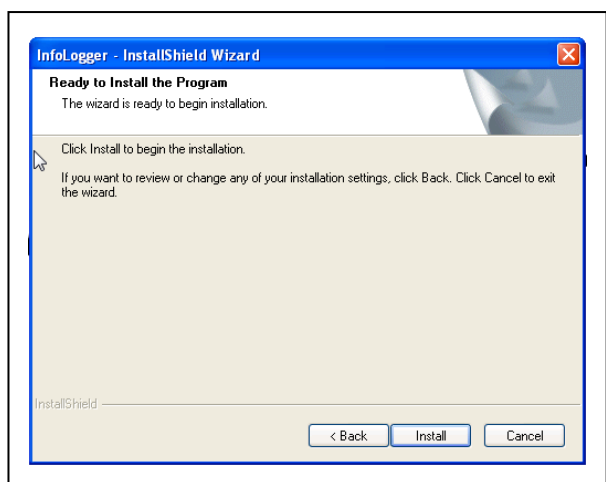 InfoLogger - InstallShield Wizard
Ready to Install the Program
The wizard is ready to begin installation.
Click Install to begin the installation.
If you want to review or change any of your installation settings, click Back. Click Cancel to exit
the wizard.
InstallShield
< Back Install Cancel